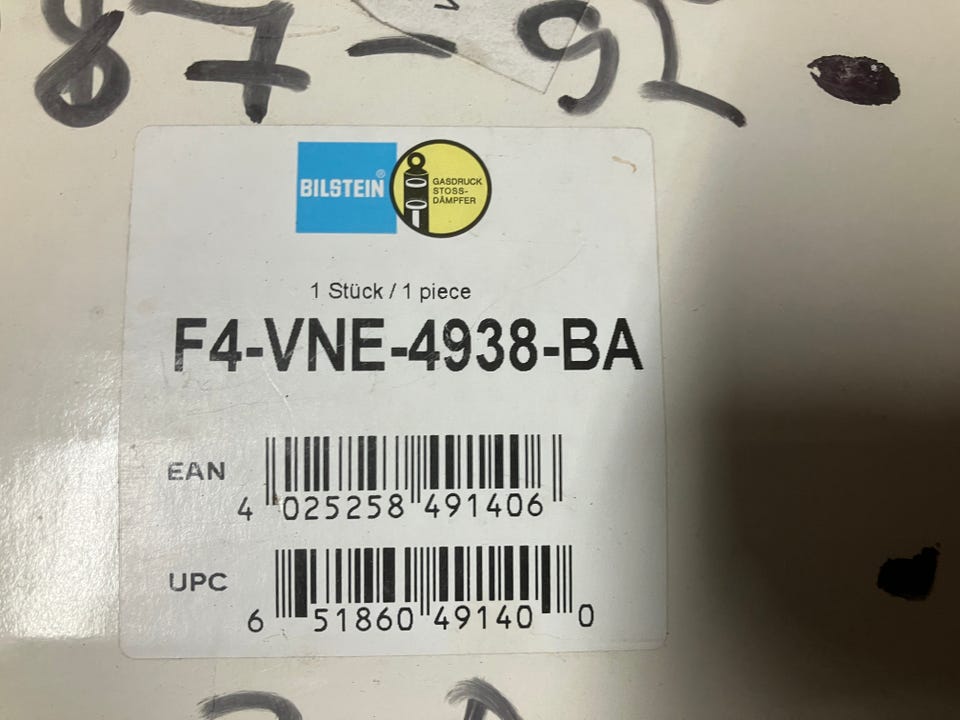 87-92
BILSTEIN®
GASDRUCK
STOSS-
DÄMPFER
1 Stück / 1 piece
F4-VNE-4938-BA
EAN
4 025258 491406
UPC
6 51860 49140 0